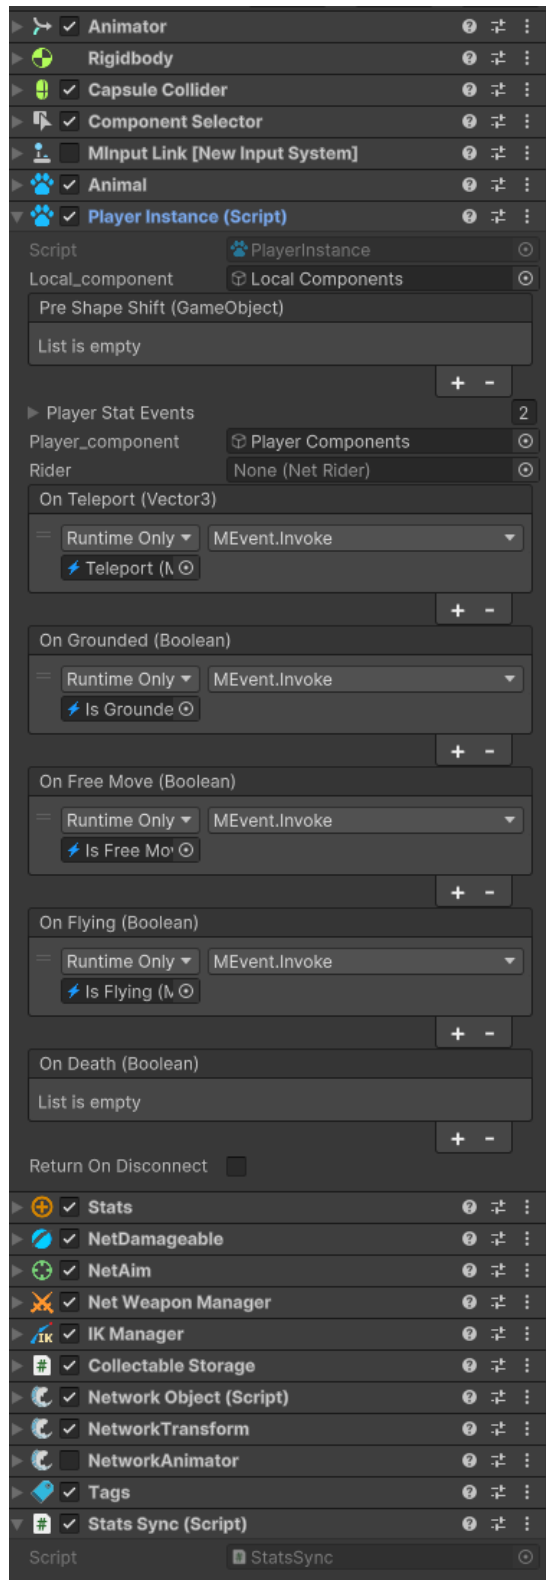 Animator
Rigidbody
Capsule Collider
Component Selector
MInput Link [New Input System]
Animal
Player Instance (Script)
Script PlayerInstance
Local_component Local Components
Pre Shape Shift (GameObject)
List is empty
+ -
Player Stat Events 2
Player_component Player Components
Rider None (Net Rider)
On Teleport (Vector3)
Runtime Only MEvent.Invoke
Teleport (M
+ -
On Grounded (Boolean)
Runtime Only MEvent.Invoke
Is Grounde
+ -
On Free Move (Boolean)
Runtime Only MEvent.Invoke
Is Free Mov
+ -
On Flying (Boolean)
Runtime Only MEvent.Invoke
Is Flying (M
+ -
On Death (Boolean)
List is empty
+ -
Return On Disconnect
Stats
NetDamageable
NetAim
Net Weapon Manager
IK IK Manager
# Collectable Storage
Network Object (Script)
NetworkTransform
NetworkAnimator
Tags
# Stats Sync (Script)
Script # StatsSync